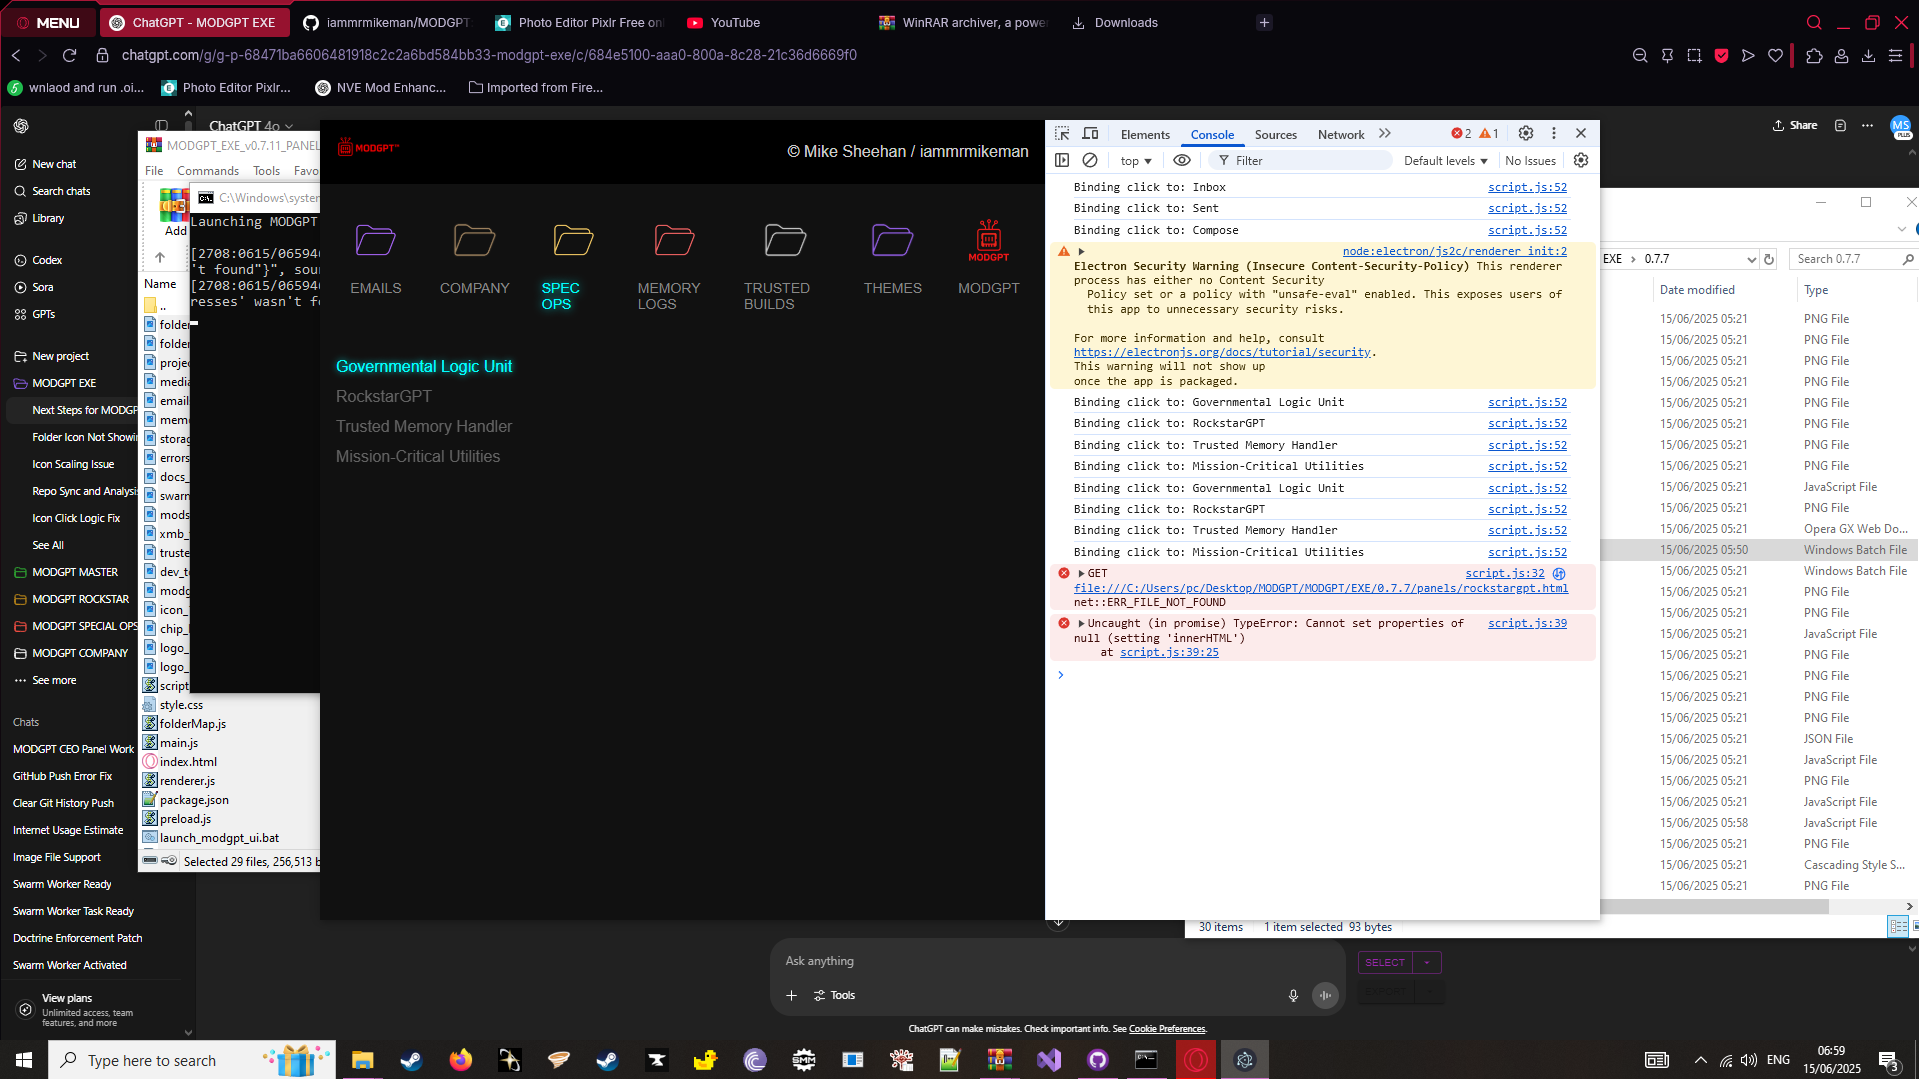 MENU
ChatGPT - MODGPT EXE
iammrmikeman/MODGPT
Photo Editor Pixlr Free on
YouTube
WinRAR archiver, a power
Downloads
chatgpt.com/g/g-p-68471ba6606481918c2c2a6bd584bb33-modgpt-exe/c/684e5100-aaa0-800a-8c28-21c36d6669f0
wnlaod and run .oi...
Photo Editor Pixlr...
NVE Mod Enhanc...
Imported from Fire...
ChatGPT 4o
Share
MS
PLUS
New chat
Search chats
Library
Codex
Sora
GPTs
New project
MODGPT EXE
Next Steps for MODGP
Folder Icon Not Showi
Icon Scaling Issue
Repo Sync and Analysi
Icon Click Logic Fix
See All
MODGPT MASTER
MODGPT ROCKSTAR
MODGPT SPECIAL OPS
MODGPT COMPANY
See more
Chats
MODGPT CEO Panel Work
GitHub Push Error Fix
Clear Git History Push
Internet Usage Estimate
Image File Support
Swarm Worker Ready
Swarm Worker Task Ready
Doctrine Enforcement Patch
Swarm Worker Activated
View plans
Unlimited access, team
features, and more
MODGPT_EXE_v0.7.11_PANEL
File Commands Tools Favo
Add
Name
..
folder
folder
projec
media
email
mem
storag
errors
docs_
swarn
mods
xmb_
truste
dev_to
modg
icon_
chip_l
logo_
logo_
script
style.css
folderMap.js
main.js
index.html
renderer.js
package.json
preload.js
launch_modgpt_ui.bat
Selected 29 files, 256,513 b
C:\Windows\system
Launching MODGPT
[2708:0615/06594
't found"}", sour
[2708:0615/06594
resses' wasn't fo
MODGPT™
© Mike Sheehan / iammrmikeman
EMAILS
COMPANY
SPEC
OPS
MEMORY
LOGS
TRUSTED
BUILDS
THEMES
MODGPT
MODGPT
Governmental Logic Unit
RockstarGPT
Trusted Memory Handler
Mission-Critical Utilities
Elements Console Sources Network 2 1
top Filter Default levels No Issues
Binding click to: Inbox script.js:52
Binding click to: Sent script.js:52
Binding click to: Compose script.js:52
node:electron/js2c/renderer_init:2
Electron Security Warning (Insecure Content-Security-Policy) This renderer
process has either no Content Security
Policy set or a policy with "unsafe-eval" enabled. This exposes users of
this app to unnecessary security risks.
For more information and help, consult
https://electronjs.org/docs/tutorial/security.
This warning will not show up
once the app is packaged.
Binding click to: Governmental Logic Unit script.js:52
Binding click to: RockstarGPT script.js:52
Binding click to: Trusted Memory Handler script.js:52
Binding click to: Mission-Critical Utilities script.js:52
Binding click to: Governmental Logic Unit script.js:52
Binding click to: RockstarGPT script.js:52
Binding click to: Trusted Memory Handler script.js:52
Binding click to: Mission-Critical Utilities script.js:52
GET script.js:32
file:///C:/Users/pc/Desktop/MODGPT/MODGPT/EXE/0.7.7/panels/rockstargpt.html
net::ERR_FILE_NOT_FOUND
Uncaught (in promise) TypeError: Cannot set properties of script.js:39
null (setting 'innerHTML')
at script.js:39:25
EXE > 0.7.7 Search 0.7.7
Date modified Type
15/06/2025 05:21 PNG File
15/06/2025 05:21 PNG File
15/06/2025 05:21 PNG File
15/06/2025 05:21 PNG File
15/06/2025 05:21 PNG File
15/06/2025 05:21 PNG File
15/06/2025 05:21 PNG File
15/06/2025 05:21 PNG File
15/06/2025 05:21 JavaScript File
15/06/2025 05:21 PNG File
15/06/2025 05:21 Opera GX Web Do...
15/06/2025 05:50 Windows Batch File
15/06/2025 05:21 Windows Batch File
15/06/2025 05:21 PNG File
15/06/2025 05:21 PNG File
15/06/2025 05:21 JavaScript File
15/06/2025 05:21 PNG File
15/06/2025 05:21 PNG File
15/06/2025 05:21 PNG File
15/06/2025 05:21 PNG File
15/06/2025 05:21 JSON File
15/06/2025 05:21 JavaScript File
15/06/2025 05:21 PNG File
15/06/2025 05:21 JavaScript File
15/06/2025 05:58 JavaScript File
15/06/2025 05:21 PNG File
15/06/2025 05:21 Cascading Style S...
15/06/2025 05:21 PNG File
30 items 1 item selected 93 bytes
Ask anything
Tools
SELECT
EXPORT
ChatGPT can make mistakes. Check important info. See Cookie Preferences.
Type here to search
SMM
ENG
06:59
15/06/2025
3